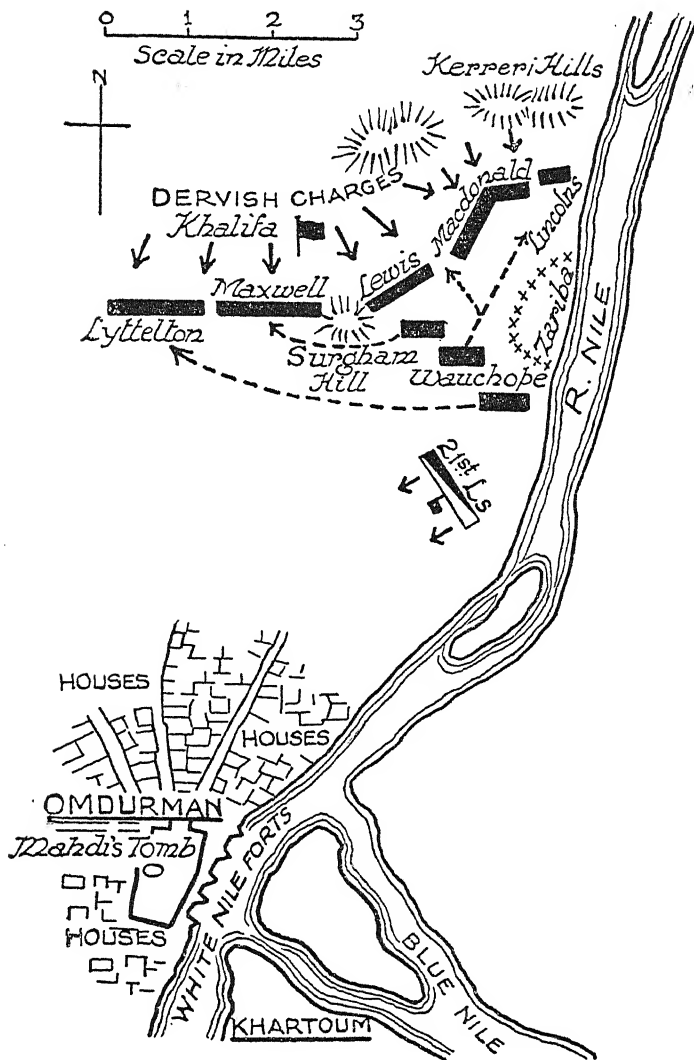 0 1 2 3
Scale in Miles
N
Kerreri Hills
DERVISH CHARGES
Khalifa
Macdonald
Lincolns
Lewis
Maxwell
Lyttelton
Surgham
Hill
Wauchope
Zariba
R. NILE
21st Ls
HOUSES
HOUSES
OMDURMAN
Mahdi's Tomb
HOUSES
WHITE NILE FORTS
BLUE NILE
KHARTOUM